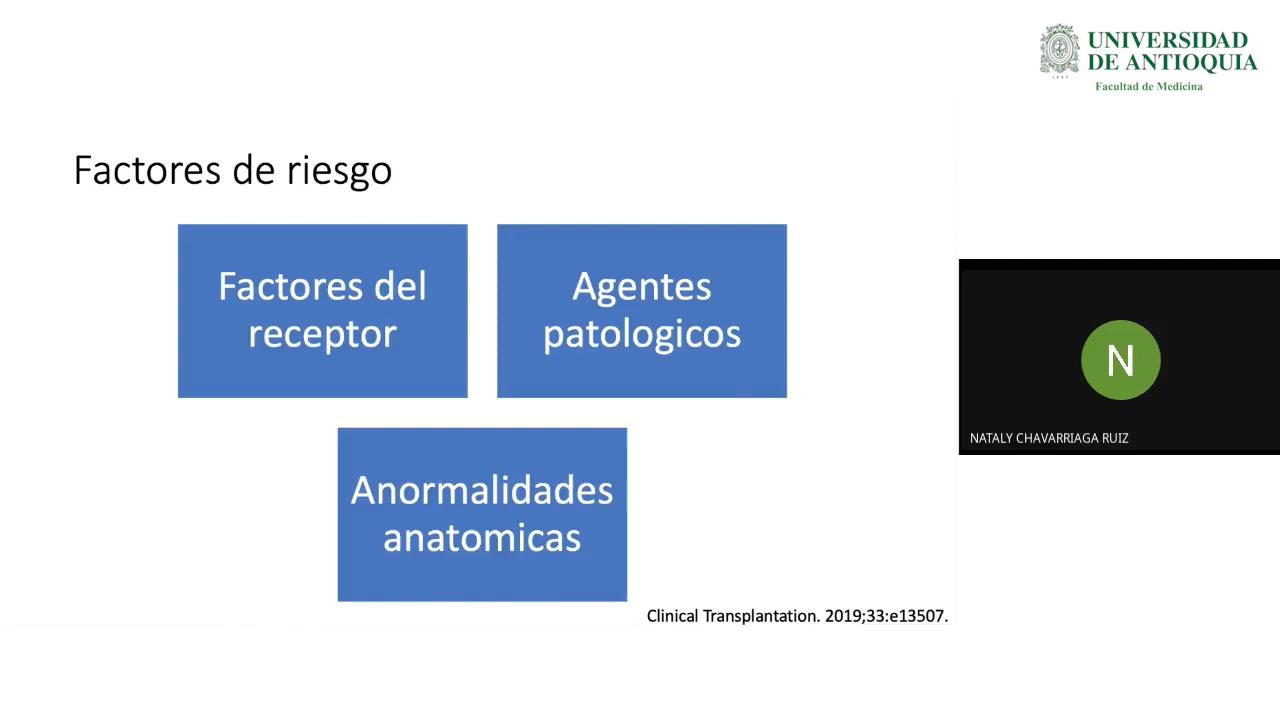 UNIVERSIDAD
DE ANTIOQUIA
Facultad de Medicina
Factores de riesgo
Factores del
receptor
Agentes
patologicos
Anormalidades
anatomicas
N
NATALY CHAVARRIAGA RUIZ
Clinical Transplantation. 2019;33:e13507.